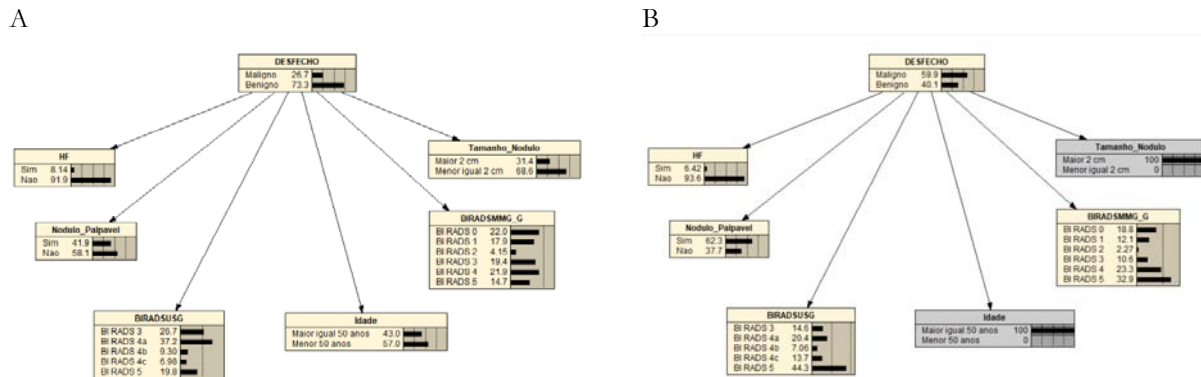 A
DESFECHO
Maligno 26.7
Benigno 73.3
HF
Sim 8.14
Nao 91.9
Tamanho_Nodulo
Maior 2 cm 31.4
Menor igual 2 cm 68.6
Nodulo_Palpavel
Sim 41.9
Nao 58.1
BIRADSMMG_G
BI RADS 0 22.0
BI RADS 1 17.9
BI RADS 2 4.15
BI RADS 3 19.4
BI RADS 4 21.9
BI RADS 5 14.7
BIRADSUSG
BI RADS 3 26.7
BI RADS 4a 37.2
BI RADS 4b 9.30
BI RADS 4c 6.98
BI RADS 5 19.8
Idade
Maior igual 50 anos 43.0
Menor 50 anos 57.0
B
DESFECHO
Maligno 59.9
Benigno 40.1
HF
Sim 6.42
Nao 93.6
Tamanho_Nodulo
Maior 2 cm 100
Menor igual 2 cm 0
Nodulo_Palpavel
Sim 62.3
Nao 37.7
BIRADSMMG_G
BI RADS 0 18.8
BI RADS 1 12.1
BI RADS 2 2.27
BI RADS 3 10.6
BI RADS 4 23.3
BI RADS 5 32.9
BIRADSUSG
BI RADS 3 14.6
BI RADS 4a 20.4
BI RADS 4b 7.06
BI RADS 4c 13.7
BI RADS 5 44.3
Idade
Maior igual 50 anos 100
Menor 50 anos 0